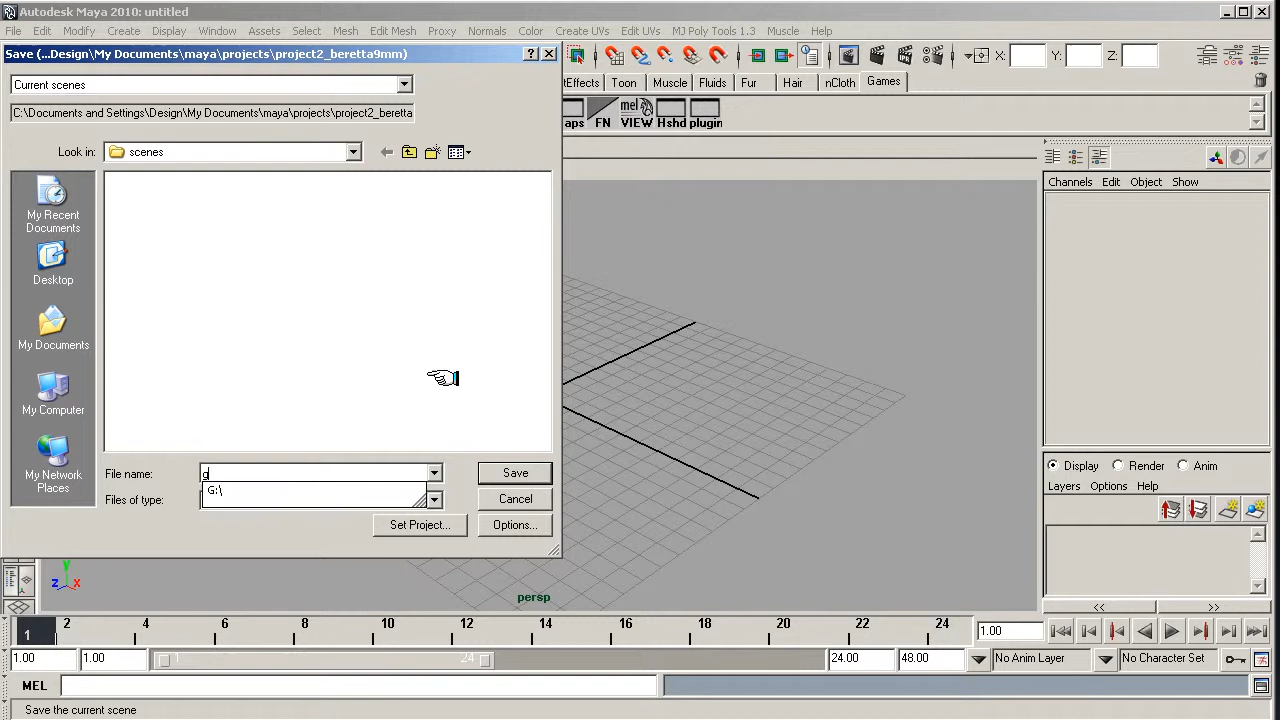 Autodesk Maya 2010: untitled
File Edit Modify Create Display Window Assets Select Mesh Edit Mesh Proxy Normals Color Create UVs Edit UVs MJ Poly Tools 1.3 Muscle Help
Save (...Design\My Documents\maya\projects\project2_beretta9mm)
X: Y: Z:
Current scenes
tEffects Toon Muscle Fluids Fur Hair nCloth Games
C:\Documents and Settings\Design\My Documents\maya\projects\project2_beretta
mel
aps FN VIEW Hshd plugin
Look in: scenes
Channels Edit Object Show
My Recent
Documents
Desktop
My Documents
My Computer
My Network
Places
File name: g
Save
G:\
Files of type:
Cancel
Set Project...
Options...
Display Render Anim
Layers Options Help
y
z x
persp
<< >>
1 2 4 6 8 10 12 14 16 18 20 22 24
1.00
1.00 1.00 1 24 24.00 48.00 No Anim Layer No Character Set
MEL
Save the current scene